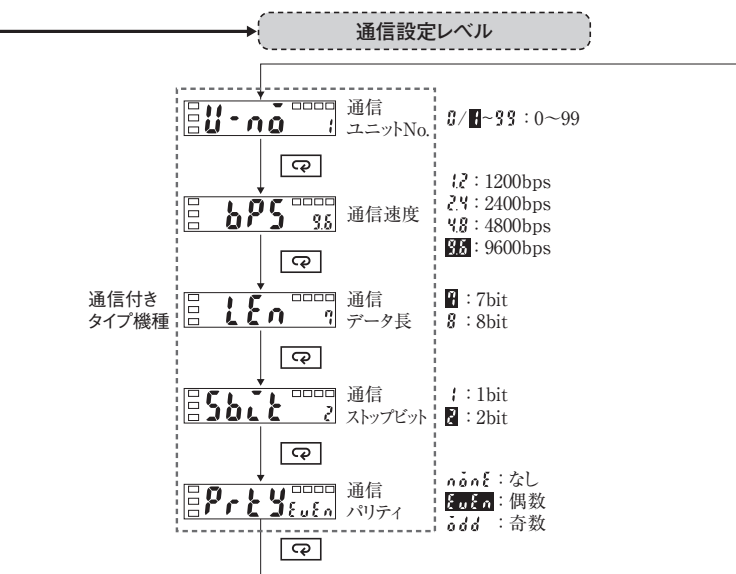 通信設定レベル
U-no 1
通信
ユニットNo.
0/1~99：0～99
bPS 9.6
通信速度
1.2：1200bps
2.4：2400bps
4.8：4800bps
9.6：9600bps
通信付き
タイプ機種
LEn 7
通信
データ長
7：7bit
8：8bit
Sbit 2
通信
ストップビット
1：1bit
2：2bit
PrtY EvEn
通信
パリティ
nonE：なし
EvEn：偶数
odd：奇数